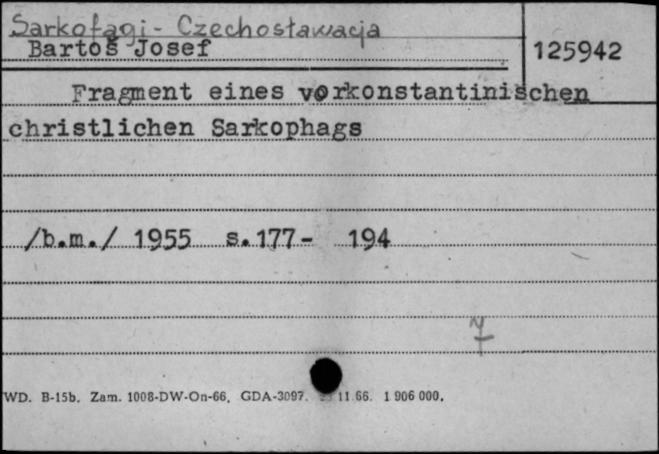 Sarkofagi - Czechosławacja
Bartoš Josef
125942
Fragment eines vorkonstantinischen
christlichen Sarkophags
/b.m./ 1955 s.177- 194
WD. B-15b. Zam. 1008-DW-On-66. GDA-3097. 11.66. 1 906 000.